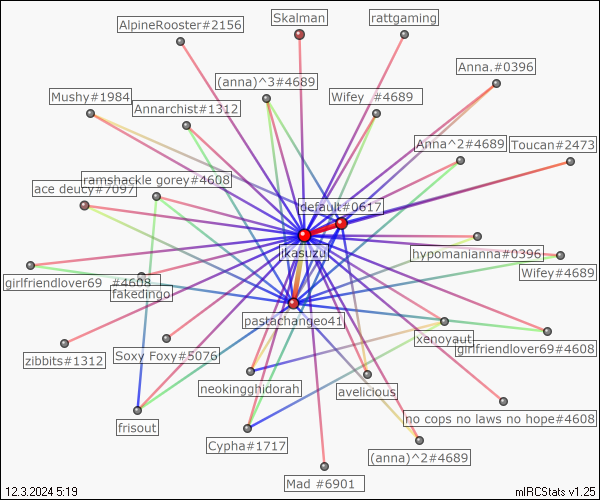 Skalman
rattgaming
AlpineRooster#2156
Anna.#0396
(anna)^3#4689
Mushy#1984
Wifey #4689
Annarchist#1312
Anna^2#4689
Toucan#2473
ramshackle gorey#4608
ace deucy#7097
default#0617
ikasuzu
hypomanianna#0396
Wifey#4689
girlfriendlover69 #4608
fakedingo
pastachangeo41
xenoyaut
girlfriendlover69#4608
zibbits#1312
Soxy Foxy#5076
neokingghidorah
avelicious
no cops no laws no hope#4608
frisout
Cypha#1717
(anna)^2#4689
Mad #6901
12.3.2024 5:19
mIRCStats v1.25